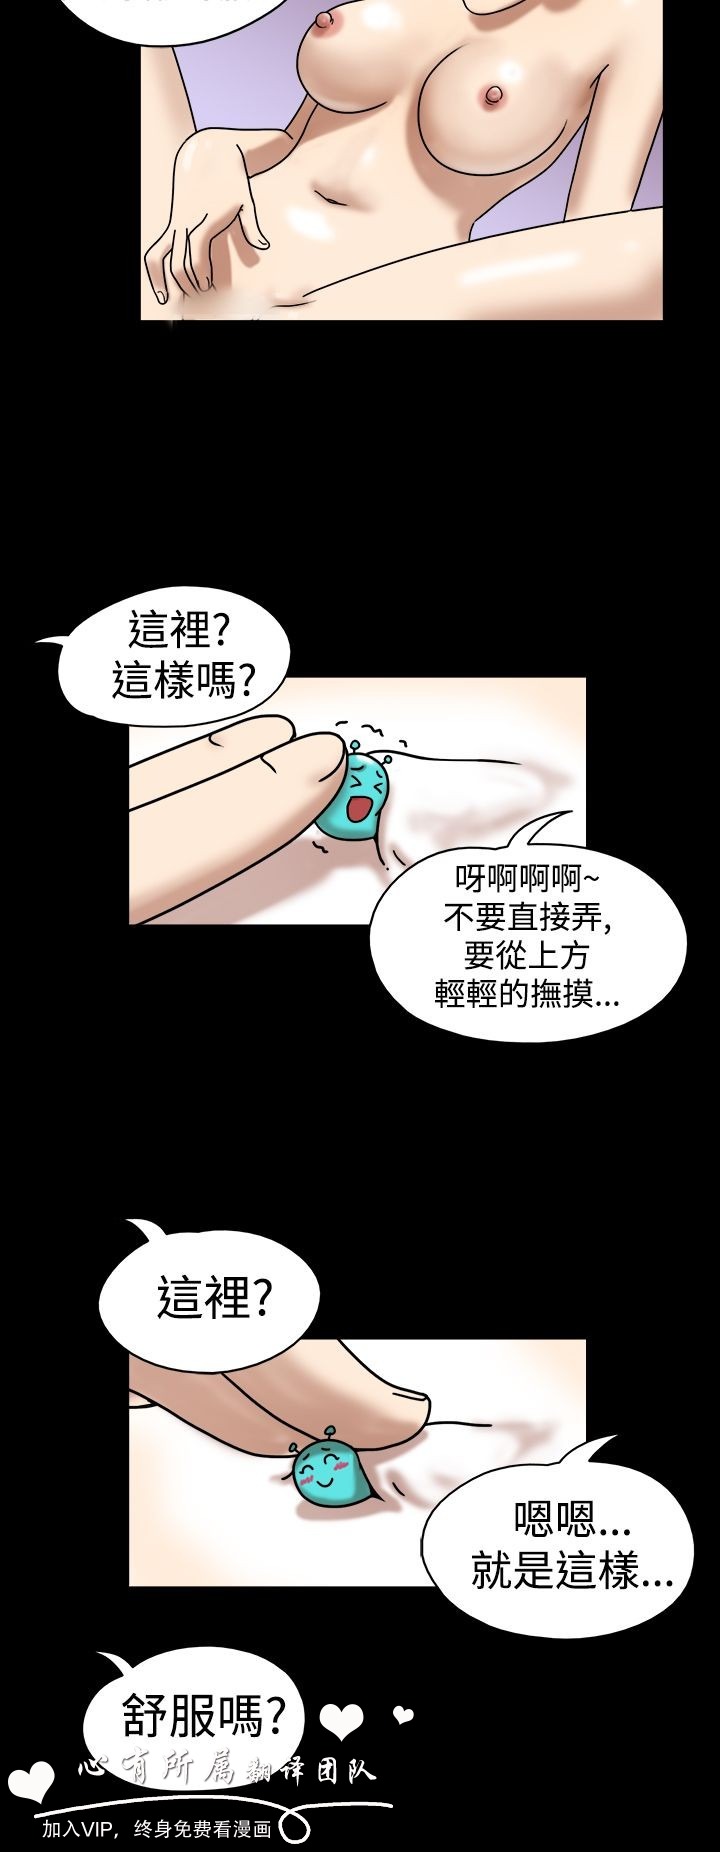 這裡?
這樣嗎?
呀啊啊啊~
不要直接弄,
要從上方
輕輕的撫摸...
這裡?
嗯嗯...
就是這樣...
舒服嗎?
心有所属翻译团队
加入VIP，终身免费看漫画